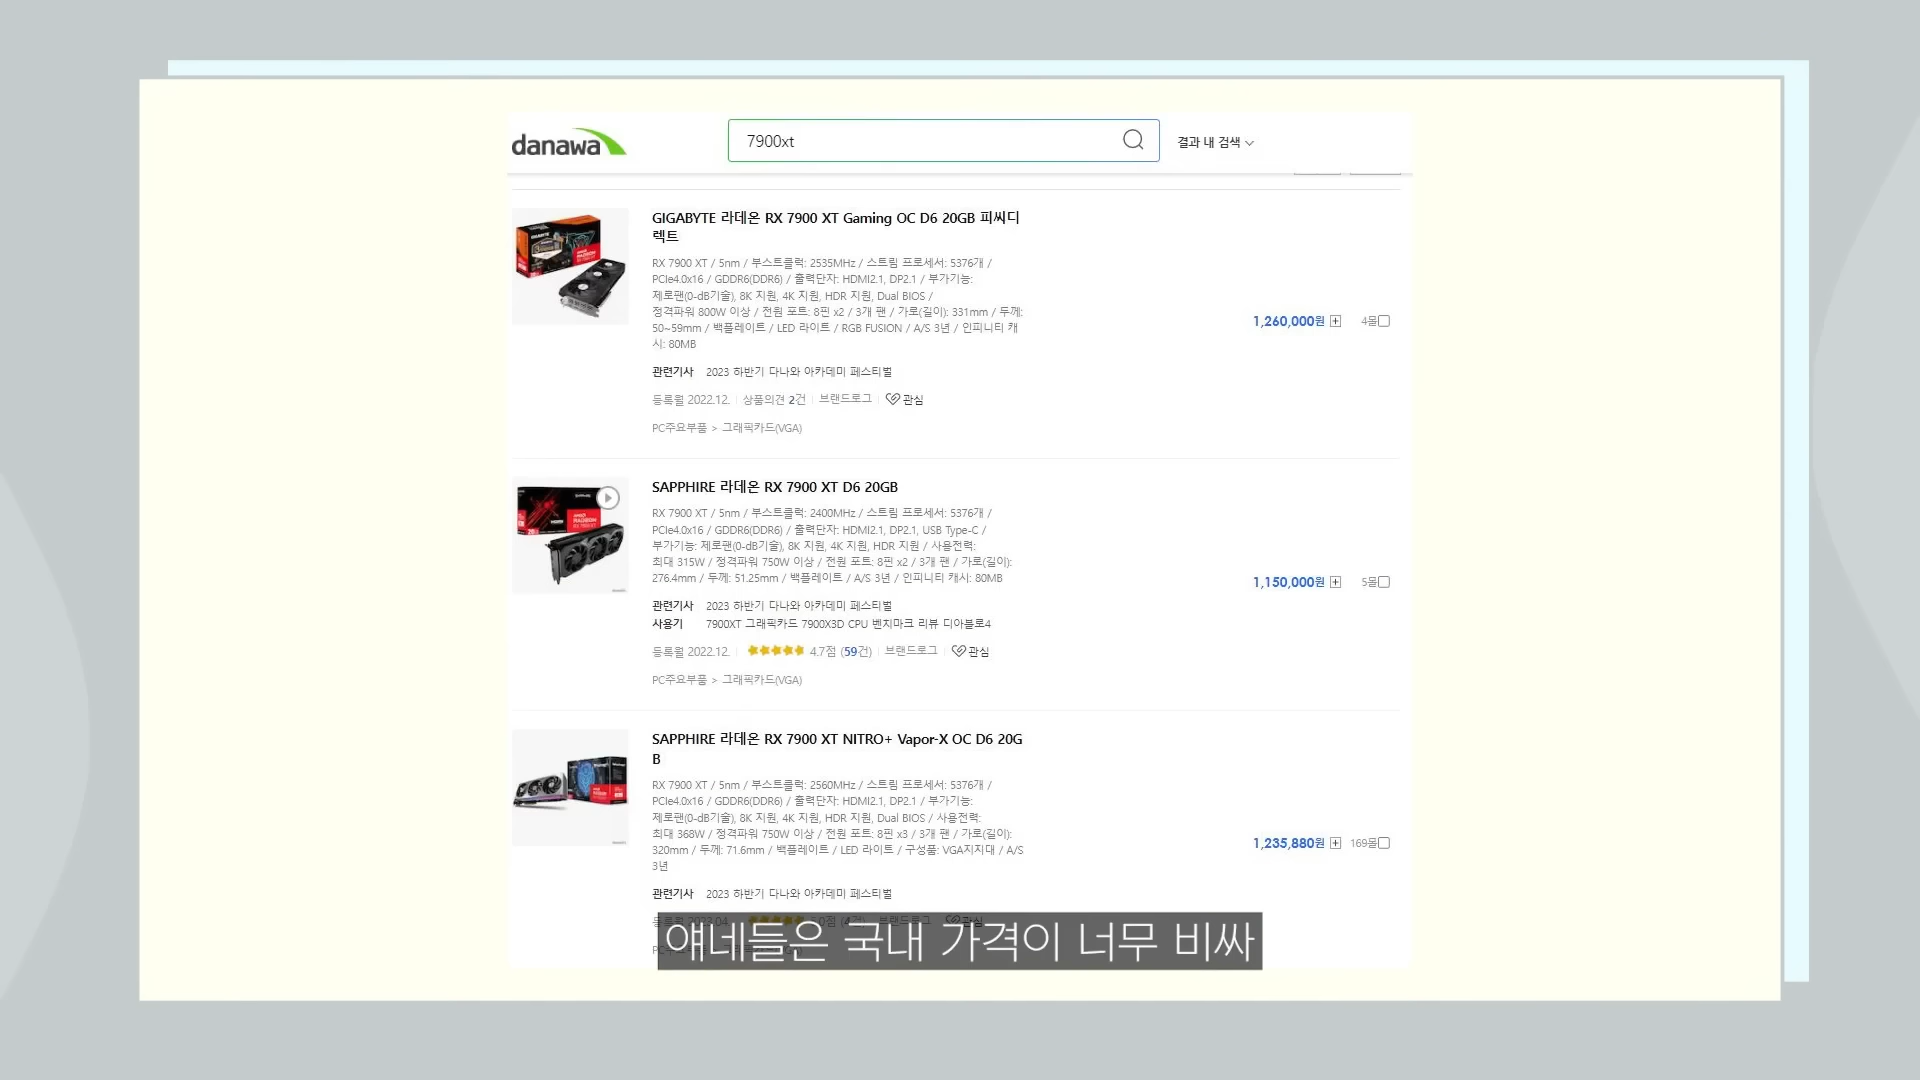 danawa
7900xt
결과 내 검색
GIGABYTE 라데온 RX 7900 XT Gaming OC D6 20GB 피씨디
렉트
RX 7900 XT / 5nm / 부스트클럭: 2535MHz / 스트림 프로세서: 5376개 /
PCIe4.0x16 / GDDR6(DDR6) / 출력단자: HDMI2.1, DP2.1 / 부가기능:
제로팬(0-dB기술), 8K 지원, 4K 지원, HDR 지원, Dual BIOS /
정격파워 800W 이상 / 전원 포트: 8핀 x2 / 3개 팬 / 가로(길이): 331mm / 두께:
50~59mm / 백플레이트 / LED 라이트 / RGB FUSION / A/S 3년 / 인피니티 캐
시: 80MB
1,260,000원 4몰
관련기사 2023 하반기 다나와 아카데미 페스티벌
등록월 2022.12. 상품의견 2건 브랜드로그 관심
PC주요부품 > 그래픽카드(VGA)
SAPPHIRE 라데온 RX 7900 XT D6 20GB
RX 7900 XT / 5nm / 부스트클럭: 2400MHz / 스트림 프로세서: 5376개 /
PCIe4.0x16 / GDDR6(DDR6) / 출력단자: HDMI2.1, DP2.1, USB Type-C /
부가기능: 제로팬(0-dB기술), 8K 지원, 4K 지원, HDR 지원 / 사용전력:
최대 315W / 정격파워 750W 이상 / 전원 포트: 8핀 x2 / 3개 팬 / 가로(길이):
276.4mm / 두께: 51.25mm / 백플레이트 / A/S 3년 / 인피니티 캐시: 80MB
1,150,000원 5몰
관련기사 2023 하반기 다나와 아카데미 페스티벌
사용기 7900XT 그래픽카드 7900X3D CPU 벤치마크 리뷰 디아블로4
등록월 2022.12. 4.7점 (59건) 브랜드로그 관심
PC주요부품 > 그래픽카드(VGA)
SAPPHIRE 라데온 RX 7900 XT NITRO+ Vapor-X OC D6 20G
B
RX 7900 XT / 5nm / 부스트클럭: 2560MHz / 스트림 프로세서: 5376개 /
PCIe4.0x16 / GDDR6(DDR6) / 출력단자: HDMI2.1, DP2.1 / 부가기능:
제로팬(0-dB기술), 8K 지원, 4K 지원, HDR 지원, Dual BIOS / 사용전력:
최대 368W / 정격파워 750W 이상 / 전원 포트: 8핀 x3 / 3개 팬 / 가로(길이):
320mm / 두께: 71.6mm / 백플레이트 / LED 라이트 / 구성품: VGA지지대 / A/S
3년
1,235,880원 169몰
관련기사 2023 하반기 다나와 아카데미 페스티벌
얘네들은 국내 가격이 너무 비싸